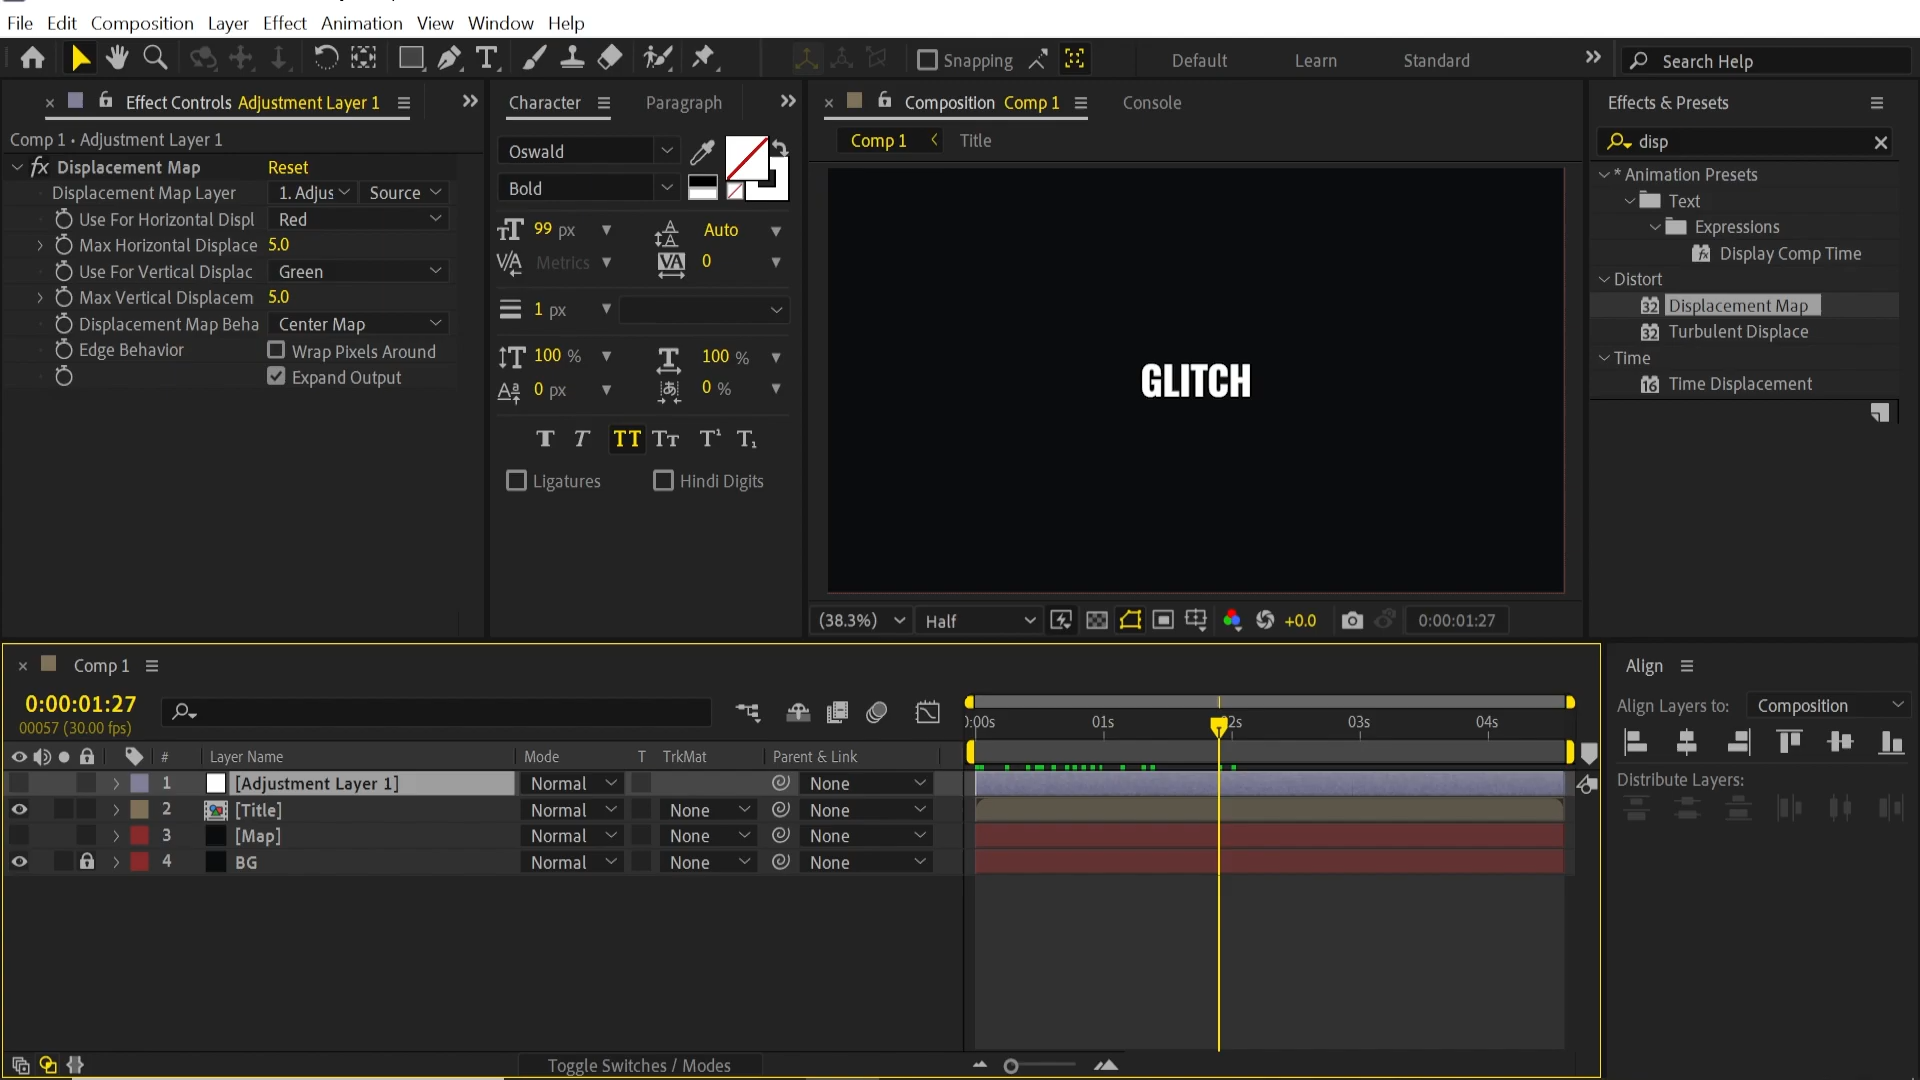 File Edit Composition Layer Effect Animation View Window Help
Snapping Default Learn Standard Search Help
Effect Controls Adjustment Layer 1
Character Paragraph
Composition Comp 1 Console
Effects & Presets
Comp 1 • Adjustment Layer 1
Comp 1 Title
disp
fx Displacement Map Reset
Displacement Map Layer 1. Adjus Source
Use For Horizontal Displ Red
Max Horizontal Displace 5.0
Use For Vertical Displac Green
Max Vertical Displacem 5.0
Displacement Map Beha Center Map
Edge Behavior Wrap Pixels Around
Expand Output
Oswald
Bold
99 px Auto
Metrics 0
1 px
100 % 100 %
0 px 0 %
T T TT Tт T¹ T₁
Ligatures Hindi Digits
GLITCH
(38.3%) Half +0.0 0:00:01:27
* Animation Presets
Text
Expressions
Display Comp Time
Distort
32 Displacement Map
32 Turbulent Displace
Time
16 Time Displacement
Comp 1
0:00:01:27
00057 (30.00 fps)
# Layer Name Mode T TrkMat Parent & Link
1 [Adjustment Layer 1] Normal None
2 [Title] Normal None None
3 [Map] Normal None None
4 BG Normal None None
):00s 01s 2s 03s 04s
Toggle Switches / Modes
Align
Align Layers to: Composition
Distribute Layers: